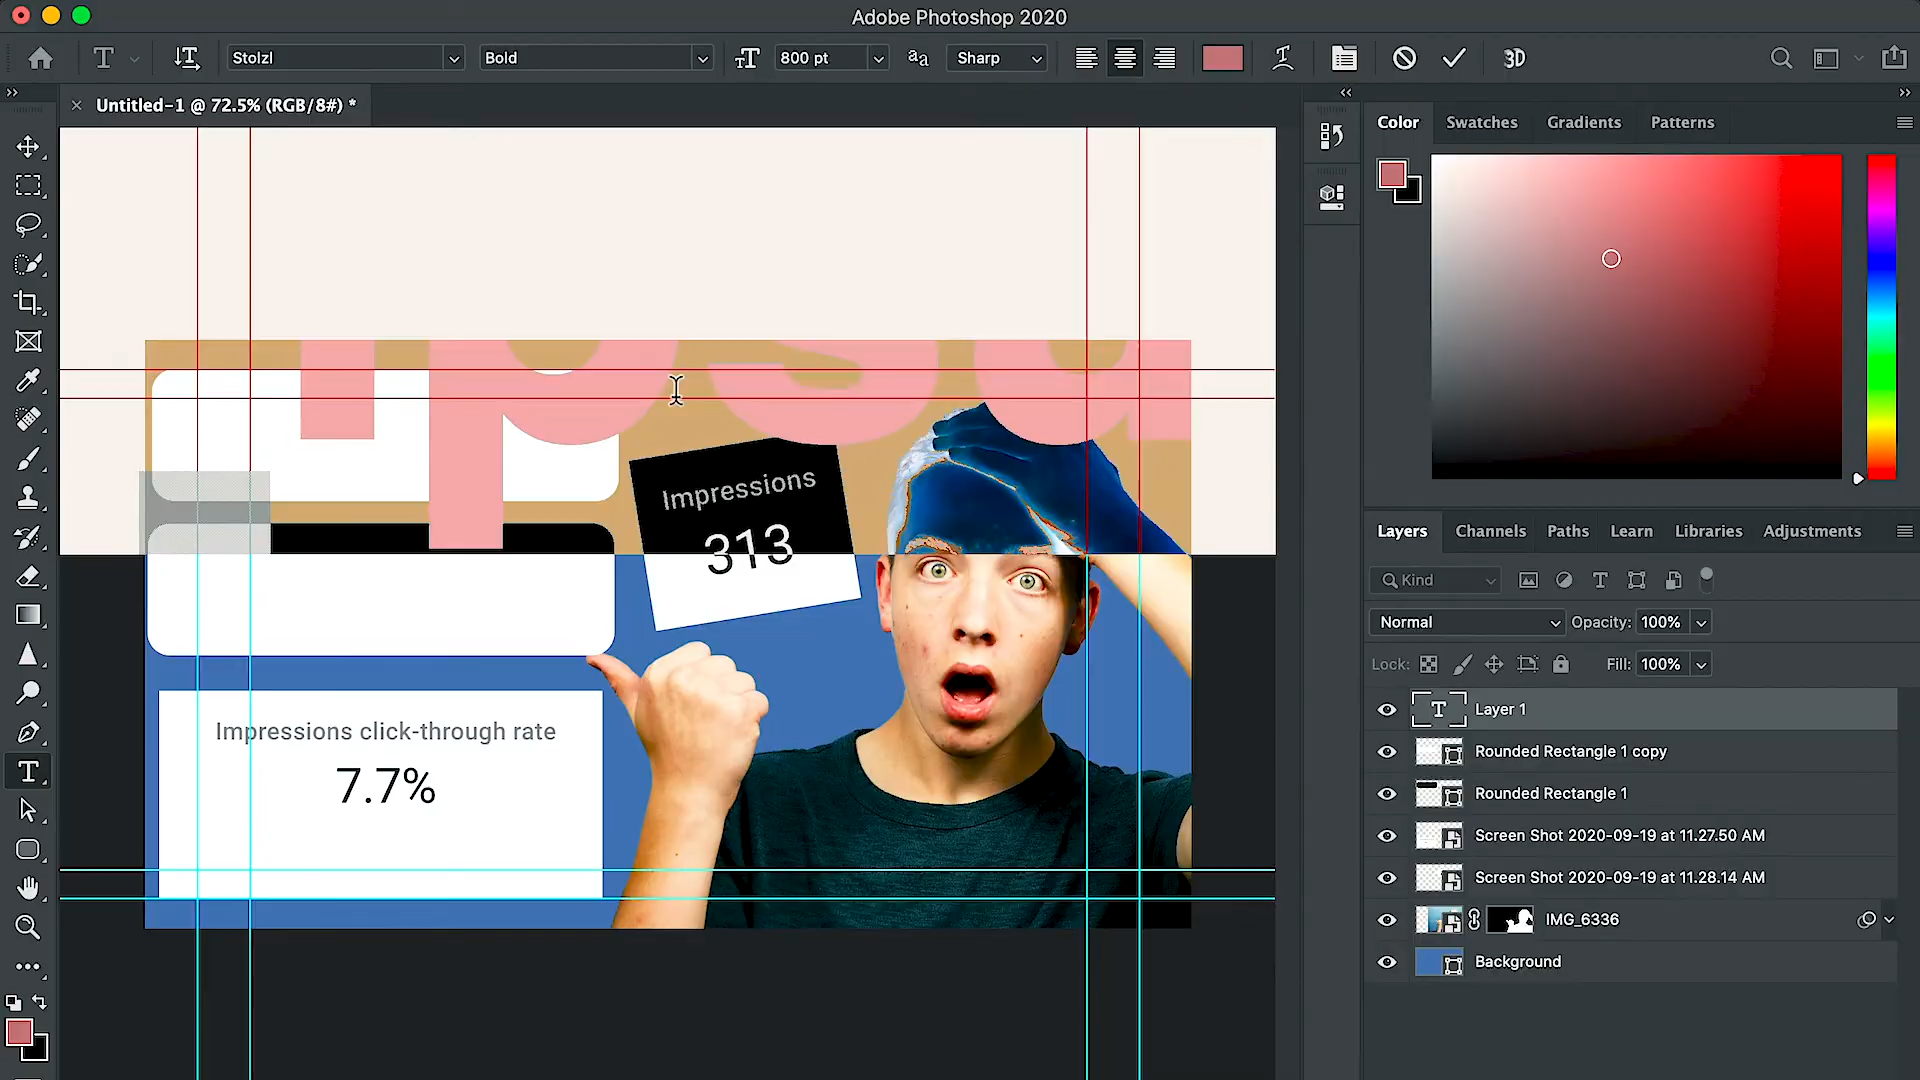 Adobe Photoshop 2020
Stolzl
Bold
800 pt
Sharp
3D
Untitled-1 @ 72.5% (RGB/8#) *
Color
Swatches
Gradients
Patterns
ipsu
Impressions
313
Impressions click-through rate
7.7%
Layers
Channels
Paths
Learn
Libraries
Adjustments
Kind
Normal
Opacity: 100%
Lock:
Fill: 100%
Layer 1
Rounded Rectangle 1 copy
Rounded Rectangle 1
Screen Shot 2020-09-19 at 11.27.50 AM
Screen Shot 2020-09-19 at 11.28.14 AM
IMG_6336
Background